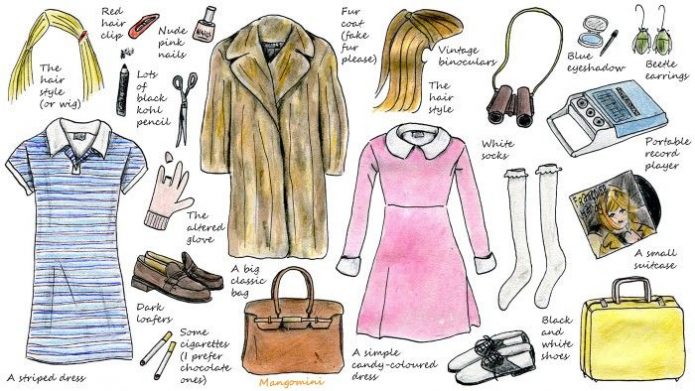 Red
hair
clip
Nude
pink
nails
The
hair
style
(or wig)
Lots
of
black
kohl
pencil
Fur
coat
(fake
fur
please)
Vintage
binoculars
The
hair
style
Blue
eyeshadow
Beetle
earrings
White
socks
Portable
record
player
The
altered
glove
Dark
loafers
A big
classic
bag
A small
suitcase
Some
cigarettes
(I prefer
chocolate
ones)
A striped dress
Mangomini
A simple
candy-coloured
dress
Black
and
white
shoes